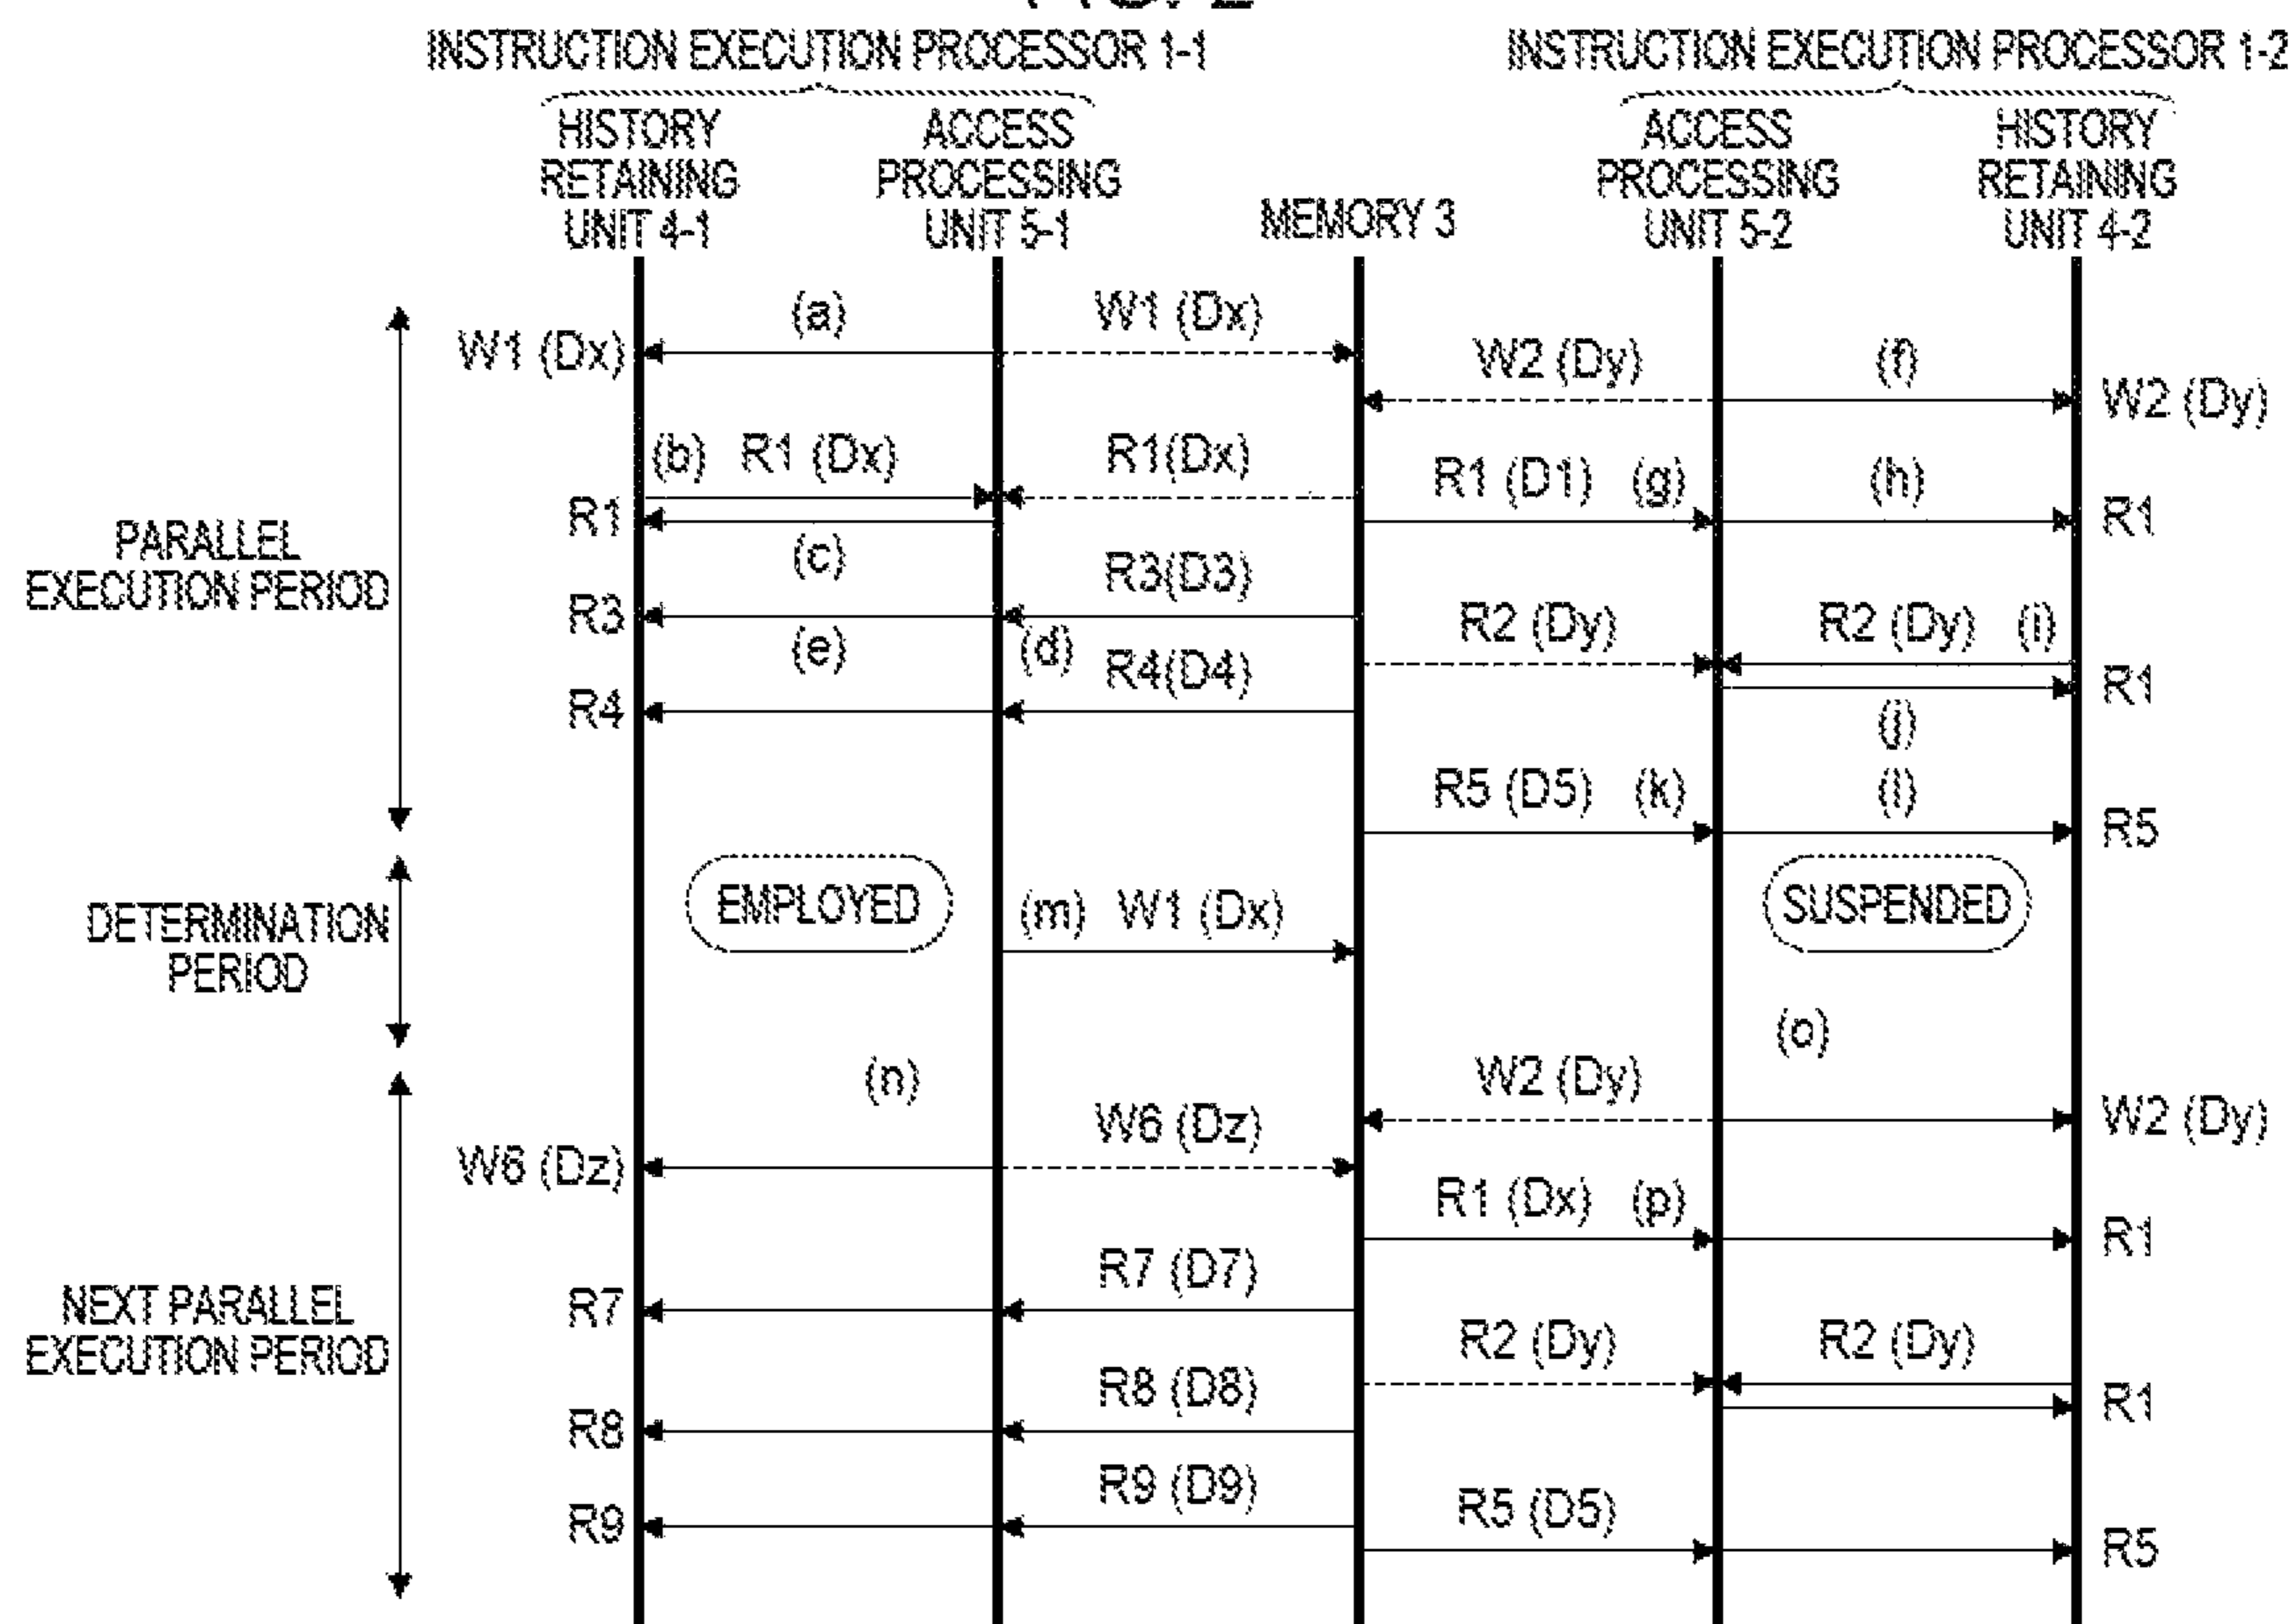 INSTRUCTION EXECUTION PROCESSOR 1-1
INSTRUCTION EXECUTION PROCESSOR 1-2
HISTORY
RETAINING
UNIT 4-1
ACCESS
PROCESSING
UNIT 5-1
MEMORY 3
ACCESS
PROCESSING
UNIT 5-2
HISTORY
RETAINING
UNIT 4-2
PARALLEL
EXECUTION PERIOD
(a)
W1 (Dx)
W1 (Dx)
W2 (Dy)
(f)
W2 (Dy)
(b) R1 (Dx)
R1(Dx)
R1 (D1) (g)
(h)
R1
R1
(c)
R3(D3)
R3
R2 (Dy)
R2 (Dy) (i)
(e)
(d)
R4(D4)
R1
R4
(j)
R5 (D5) (k)
(l)
R5
DETERMINATION
PERIOD
EMPLOYED
(m) W1 (Dx)
SUSPENDED
(o)
NEXT PARALLEL
EXECUTION PERIOD
(n)
W2 (Dy)
W6 (Dz)
W2 (Dy)
W6 (Dz)
R1 (Dx) (p)
R1
R7 (D7)
R7
R2 (Dy)
R2 (Dy)
R8 (D8)
R1
R8
R9 (D9)
R5 (D5)
R9
R5